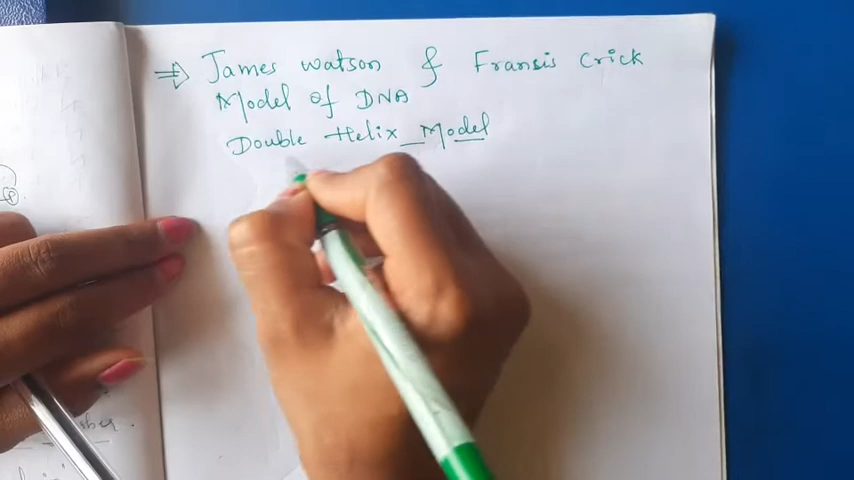 ⇒ James watson & Fransis Crick
Model of DNA
Double Helix Model